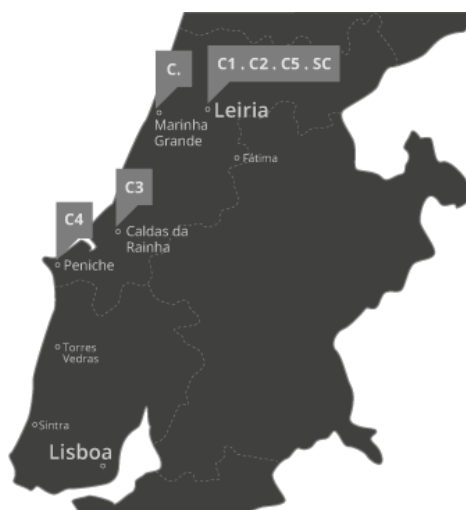 C.
C1 . C2 . C5 . SC
Leiria
Marinha
Grande
Fátima
C3
Caldas da
Rainha
C4
Peniche
Torres
Vedras
Sintra
Lisboa